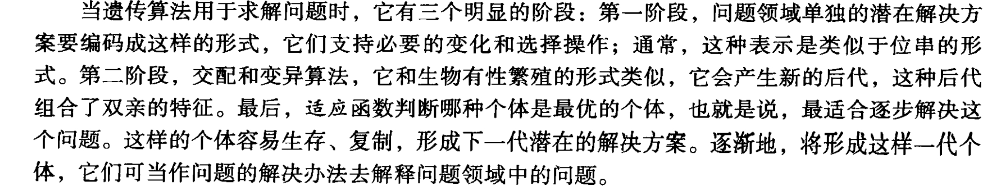 当遗传算法用于求解问题时，它有三个明显的阶段：第一阶段，问题领域单独的潜在解决方
案要编码成这样的形式，它们支持必要的变化和选择操作；通常，这种表示是类似于位串的形
式。第二阶段，交配和变异算法，它和生物有性繁殖的形式类似，它会产生新的后代，这种后代
组合了双亲的特征。最后，适应函数判断哪种个体是最优的个体，也就是说，最适合逐步解决这
个问题。这样的个体容易生存、复制，形成下一代潜在的解决方案。逐渐地，将形成这样一代个
体，它们可当作问题的解决办法去解释问题领域中的问题。